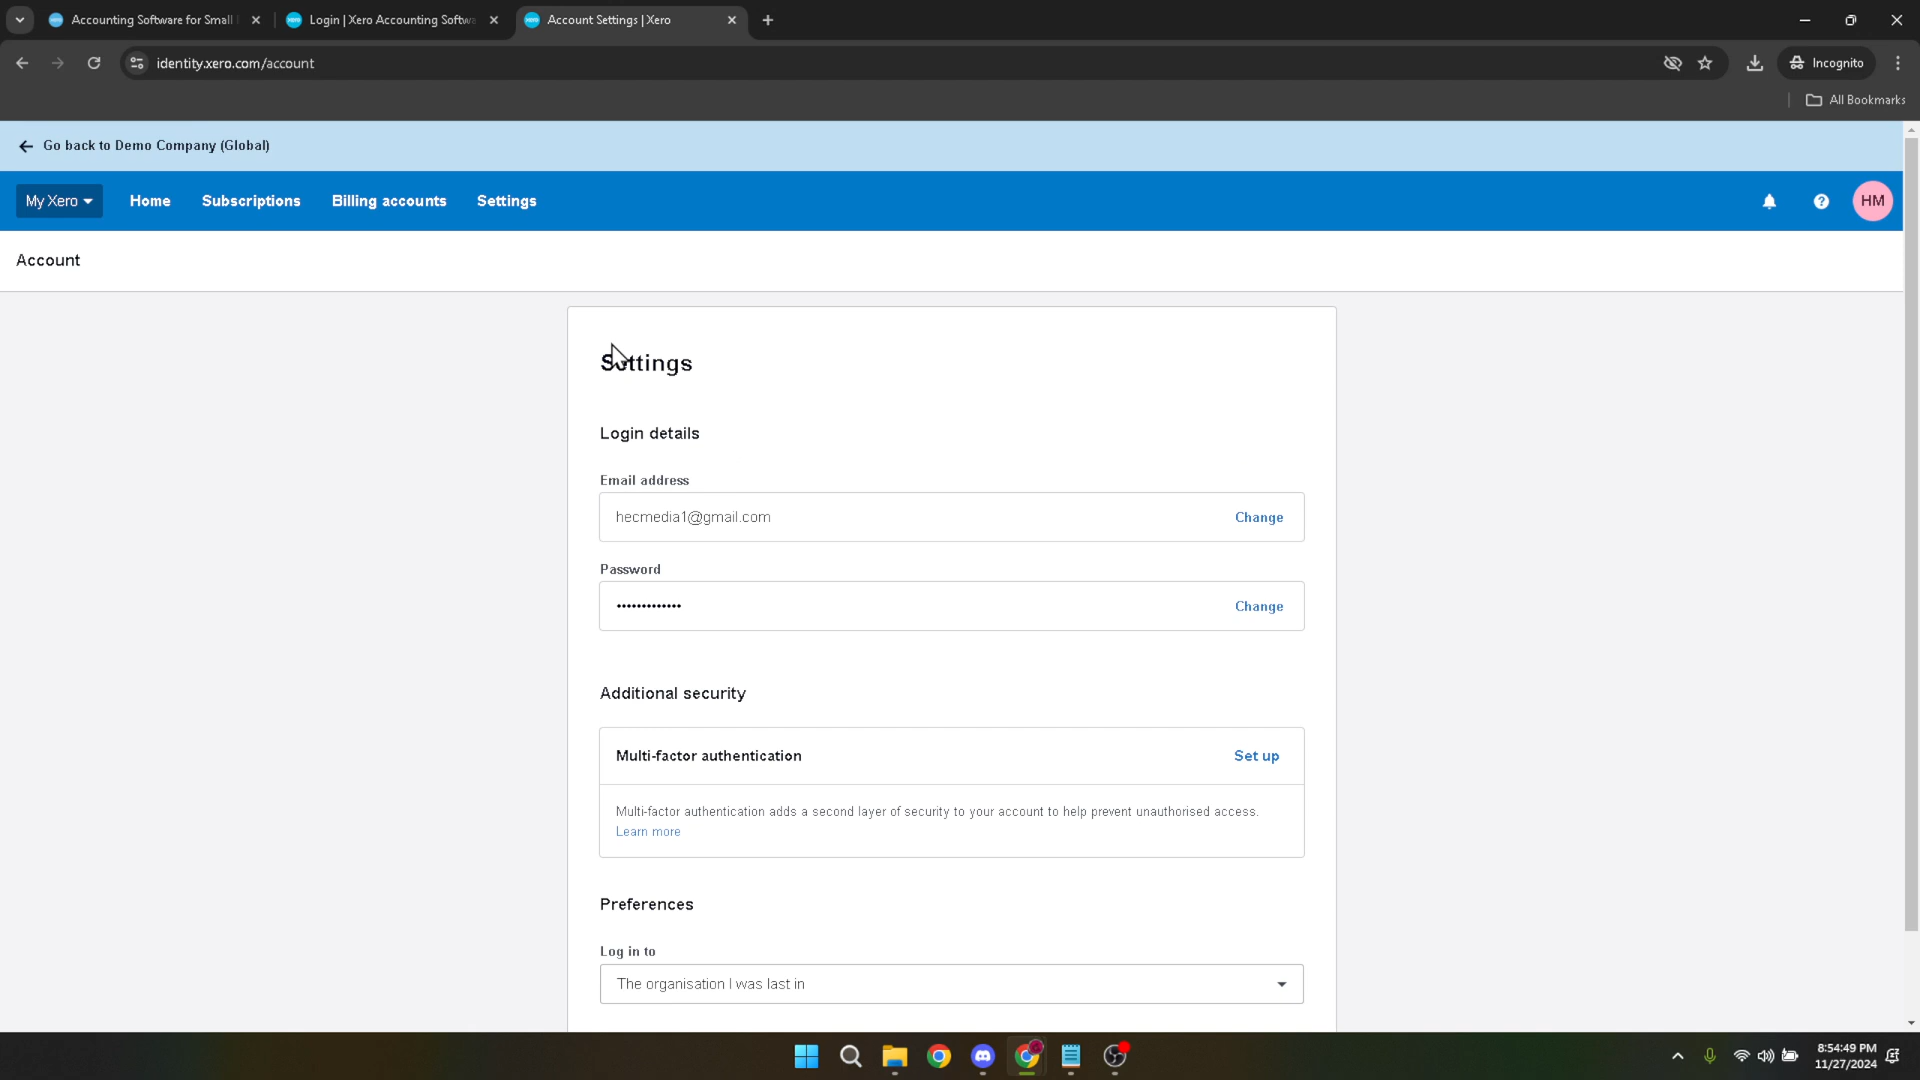 Accounting Software for Small
Login | Xero Accounting Softwa
Account Settings | Xero
identity.xero.com/account
Incognito
All Bookmarks
Go back to Demo Company (Global)
My Xero
Home
Subscriptions
Billing accounts
Settings
HM
Account
Settings
Login details
Email address
hecmedia1@gmail.com
Change
Password
•••••••••••••
Change
Additional security
Multi-factor authentication
Set up
Multi-factor authentication adds a second layer of security to your account to help prevent unauthorised access.
Learn more
Preferences
Log in to
The organisation I was last in
8:54:49 PM
11/27/2024